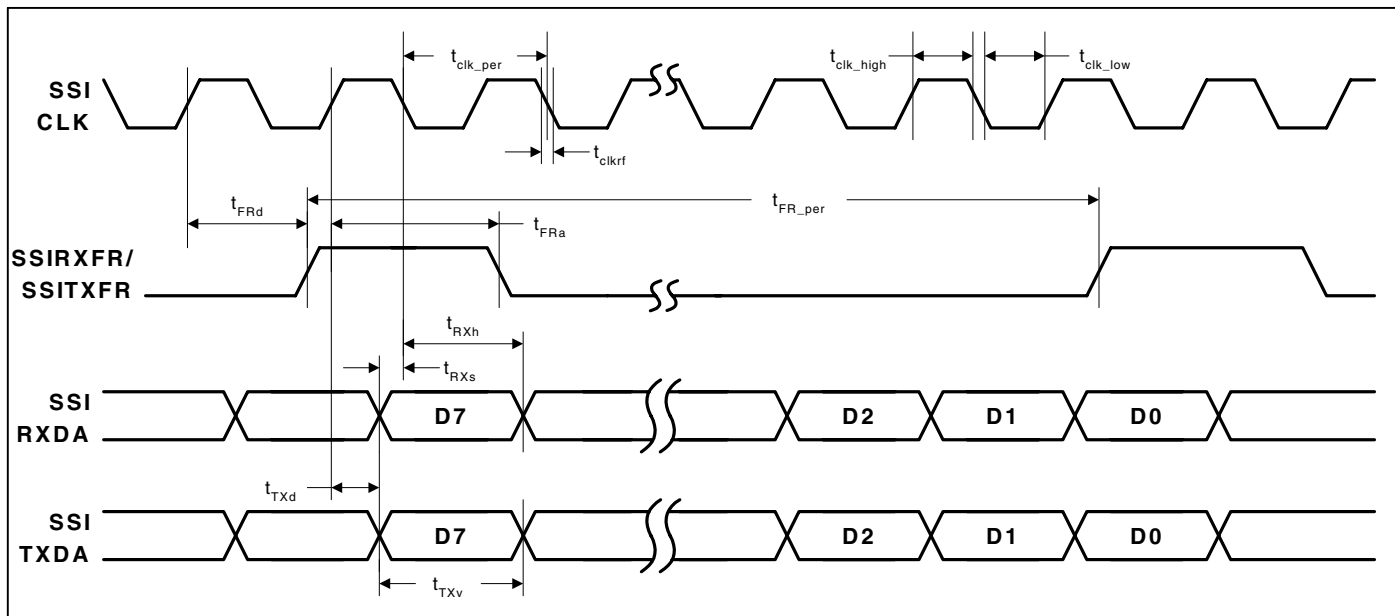 SSI
CLK
t_clk_per
t_clk_high
t_clk_low
t_clkrf
SSIRXFR/
SSITXFR
t_FRd
t_FR_per
t_FRa
SSI
RXDA
t_RXh
t_RXs
D7
D2
D1
D0
SSI
TXDA
t_TXd
D7
D2
D1
D0
t_TXv